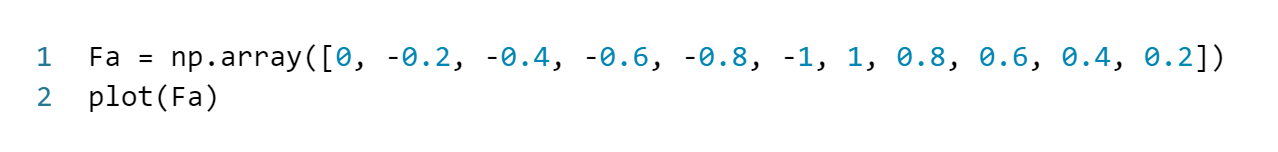 1 Fa = np.array([0, -0.2, -0.4, -0.6, -0.8, -1, 1, 0.8, 0.6, 0.4, 0.2])
2 plot(Fa)